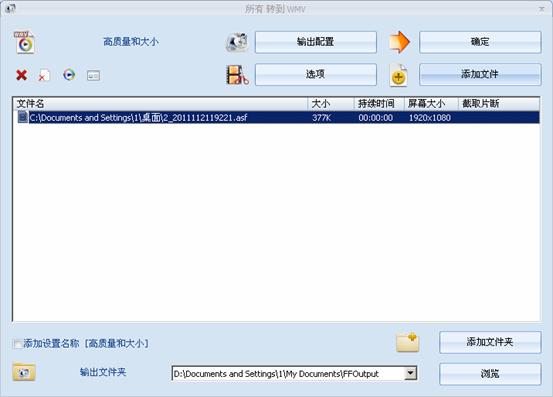 所有 转到 WMV
高质量和大小
输出配置
确定
选项
添加文件
文件名 大小 持续时间 屏幕大小 截取片断
C:\Documents and Settings\1\桌面\2_2011112119221.asf 377K 00:00:00 1920x1080
添加设置名称 [高质量和大小]
添加文件夹
输出文件夹
D:\Documents and Settings\1\My Documents\FFOutput
浏览